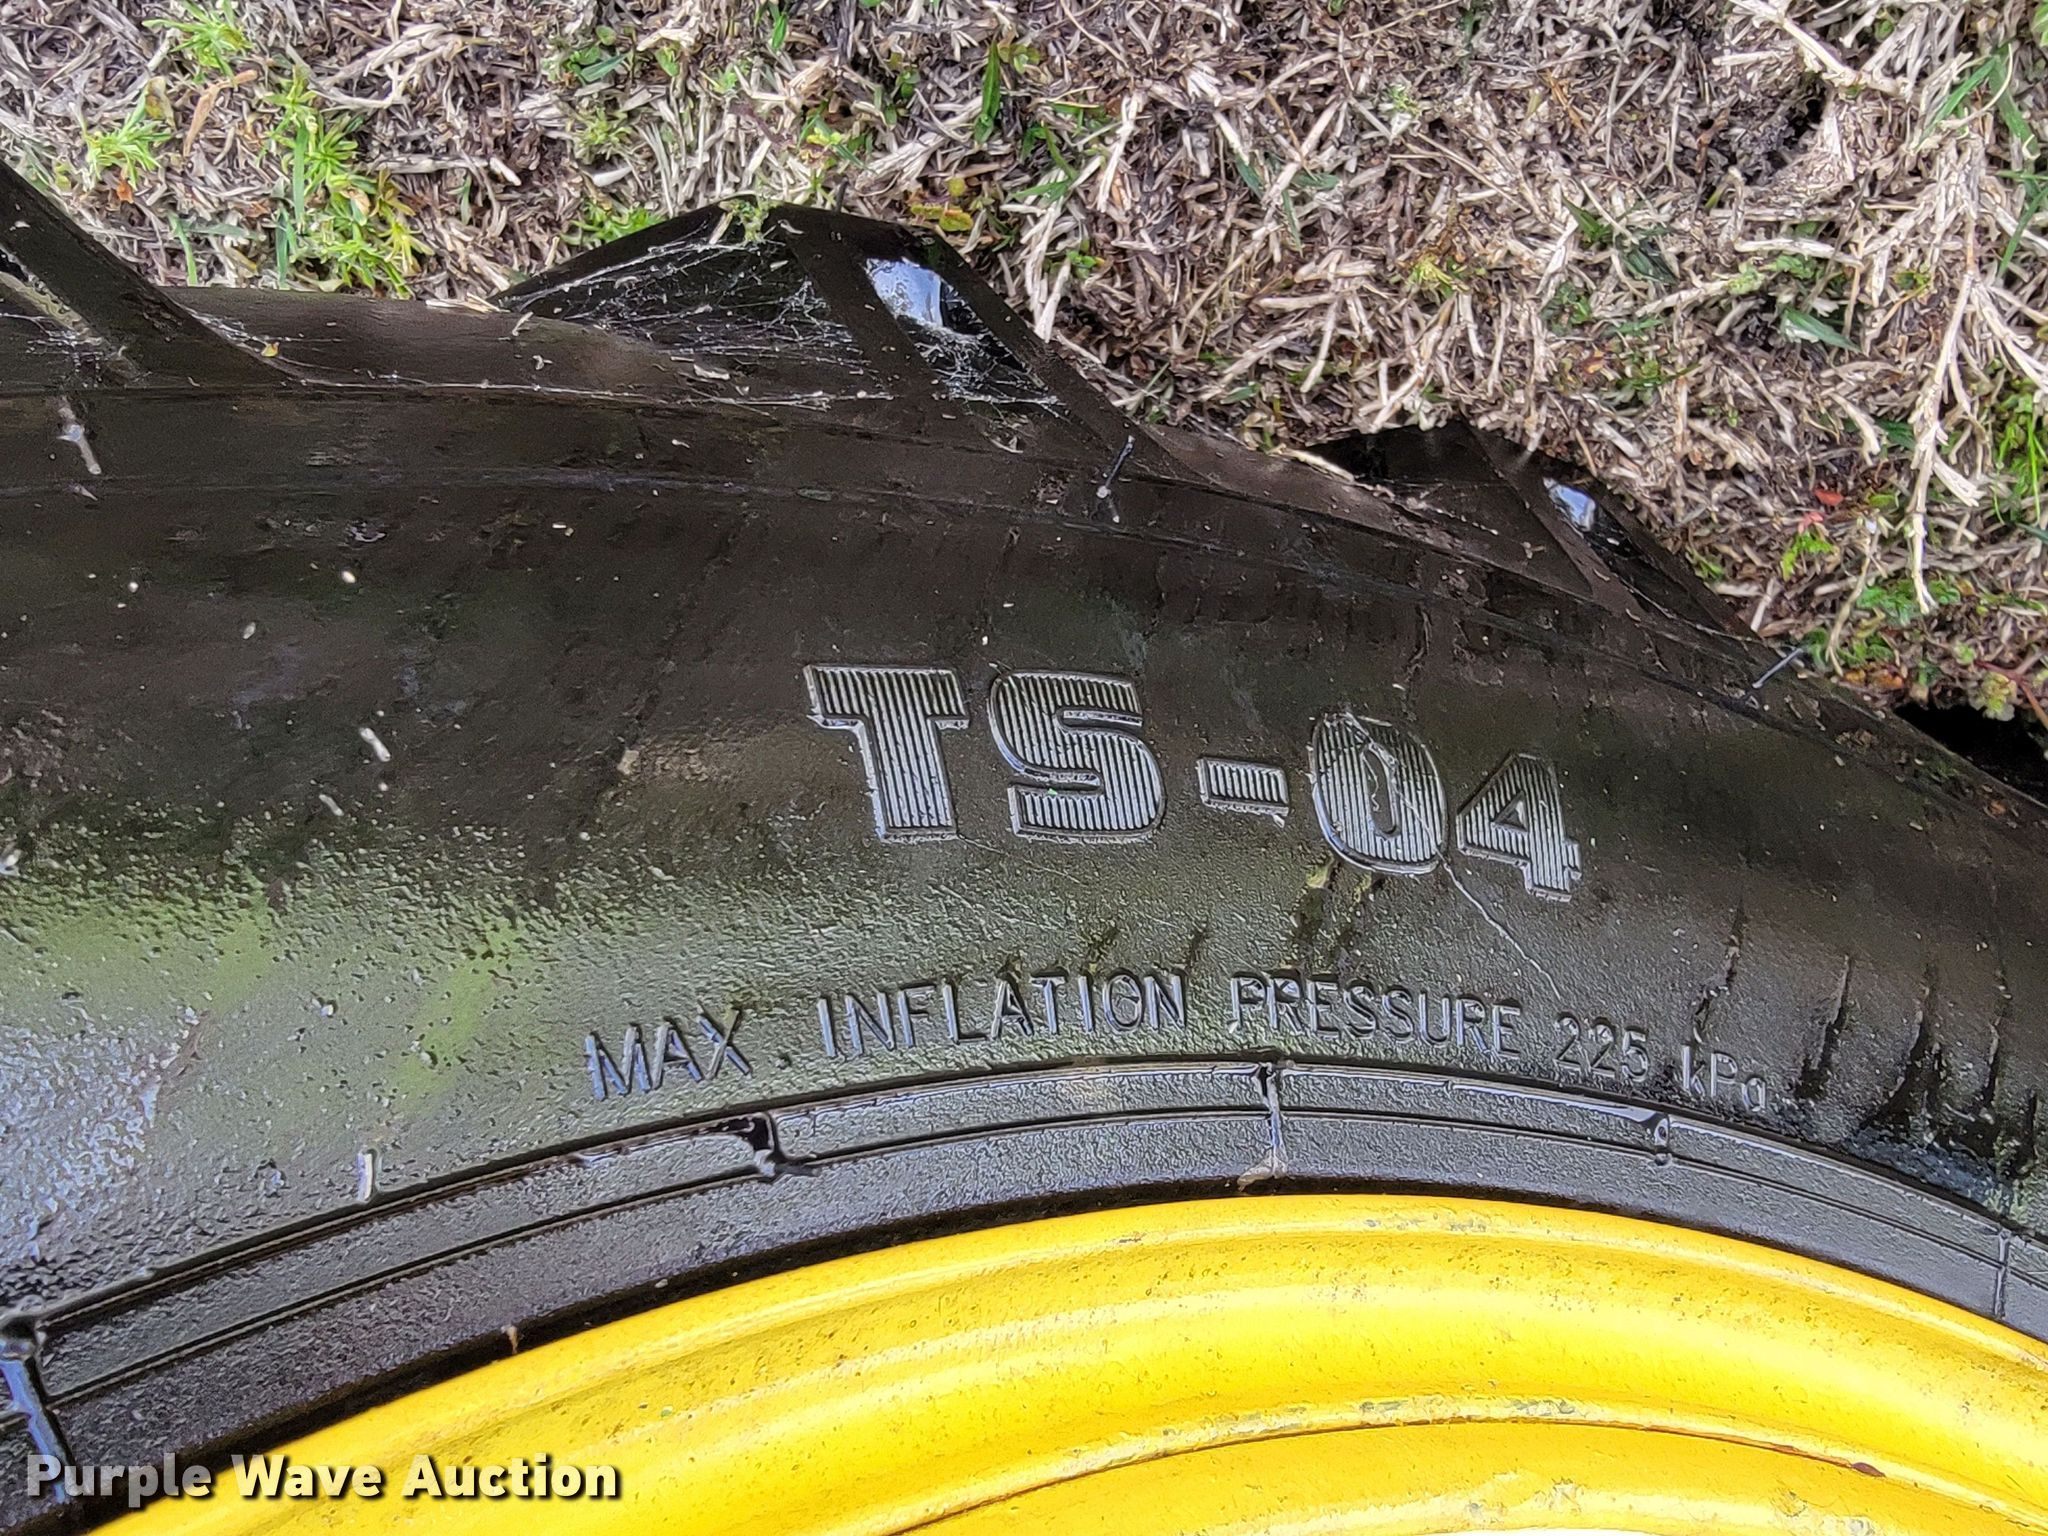 TS-04
MAX. INFLATION PRESSURE 225 kPa
Purple Wave Auction